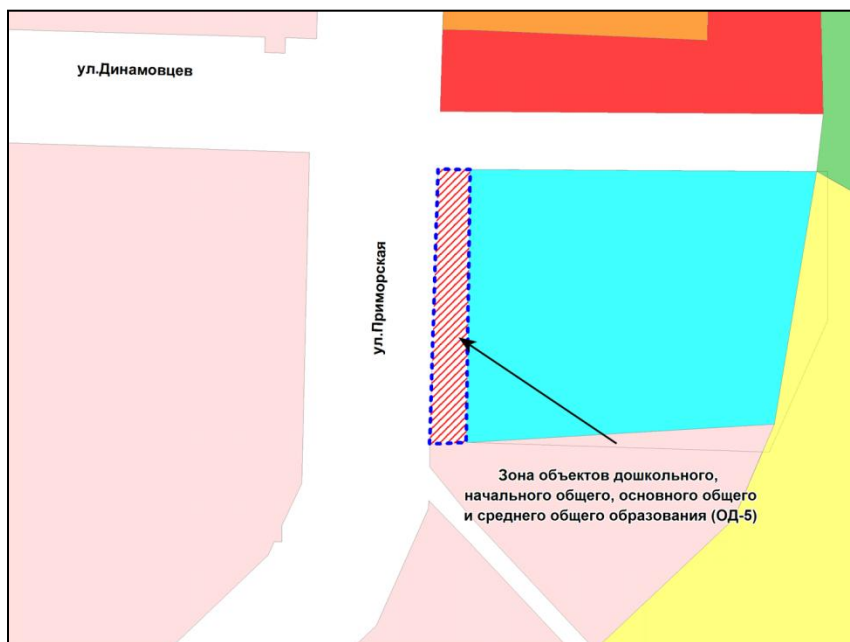 ул.Динамовцев
ул.Приморская
Зона объектов дошкольного,
начального общего, основного общего
и среднего общего образования (ОД-5)